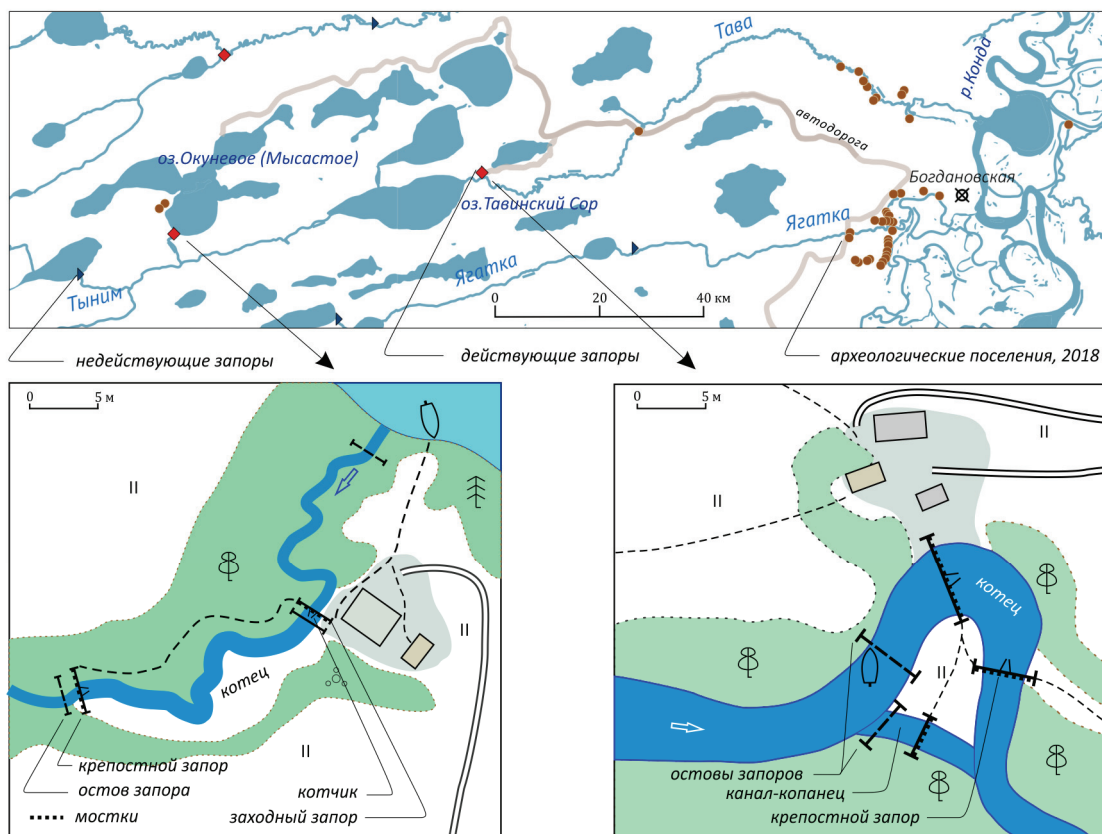 Тава
р.Конда
автодорога
оз.Окуневое (Мысастое)
Богдановская
оз.Тавинский Сор
Ягатка
Ягатка
Тыним
0 20 40 км
недействующие запоры
действующие запоры
археологические поселения, 2018
0 5 м
II
II
котец
II
крепостной запор
остов запора
котчик
мостки
заходный запор
0 5 м
II
II
котец
II
остовы запоров
канал-копанец
крепостной запор